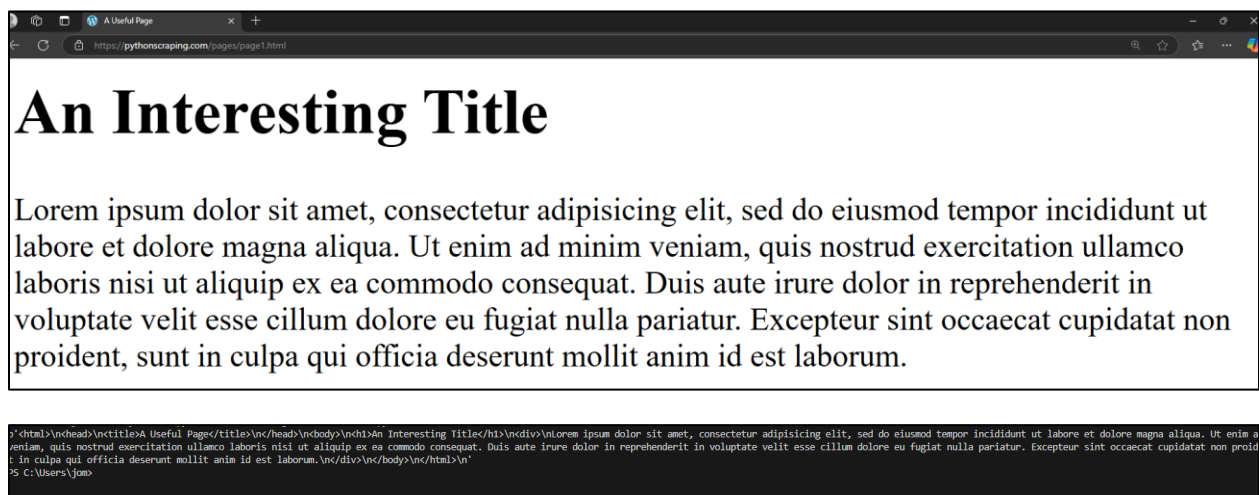 A Useful Page
https://pythonscraping.com/pages/page1.html
An Interesting Title
Lorem ipsum dolor sit amet, consectetur adipisicing elit, sed do eiusmod tempor incididunt ut
labore et dolore magna aliqua. Ut enim ad minim veniam, quis nostrud exercitation ullamco
laboris nisi ut aliquip ex ea commodo consequat. Duis aute irure dolor in reprehenderit in
voluptate velit esse cillum dolore eu fugiat nulla pariatur. Excepteur sint occaecat cupidatat non
proident, sunt in culpa qui officia deserunt mollit anim id est laborum.
'<html>\n<head>\n<title>A Useful Page</title>\n</head>\n<body>\n<h1>An Interesting Title</h1>\n<div>\nLorem ipsum dolor sit amet, consectetur adipisicing elit, sed do eiusmod tempor incididunt ut labore et dolore magna aliqua. Ut enim a
veniam, quis nostrud exercitation ullamco laboris nisi ut aliquip ex ea commodo consequat. Duis aute irure dolor in reprehenderit in voluptate velit esse cillum dolore eu fugiat nulla pariatur. Excepteur sint occaecat cupidatat non proid
t in culpa qui officia deserunt mollit anim id est laborum.\n</div>\n</body>\n</html>\n'
PS C:\Users\jom>